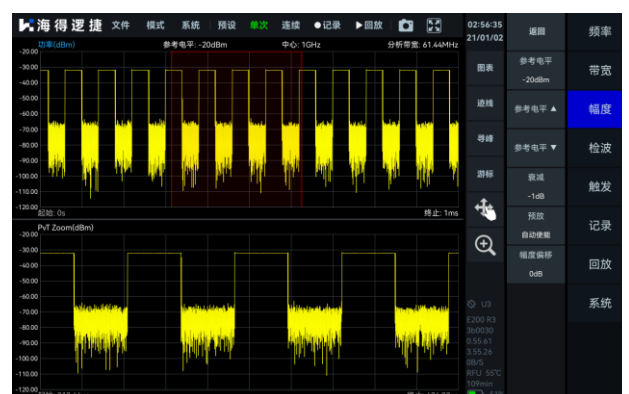 海得逻捷 文件 模式 系统 预设 单次 连续 ●记录 ▶回放
02:56:35
21/01/02
功率(dBm) 参考电平: -20dBm 中心: 1GHz 分析带宽: 61.44MHz
-20.00
-30.00
-40.00
-50.00
-60.00
-70.00
-80.00
-90.00
-100.00
-110.00
-120.00
起始: 0s 终止: 1ms
PvT Zoom(dBm)
-20.00
-30.00
-40.00
-50.00
-60.00
-70.00
-80.00
-90.00
-100.00
-110.00
-120.00
图表
迹线
寻峰
游标
U3
E200 R3
3b0030
0.55.61
3.55.26
0B/S
RFU 55°C
109min
返回
参考电平
-20dBm
参考电平 ▲
参考电平 ▼
衰减
-1dB
预放
自动使能
幅度偏移
0dB
频率
带宽
幅度
检波
触发
记录
回放
系统